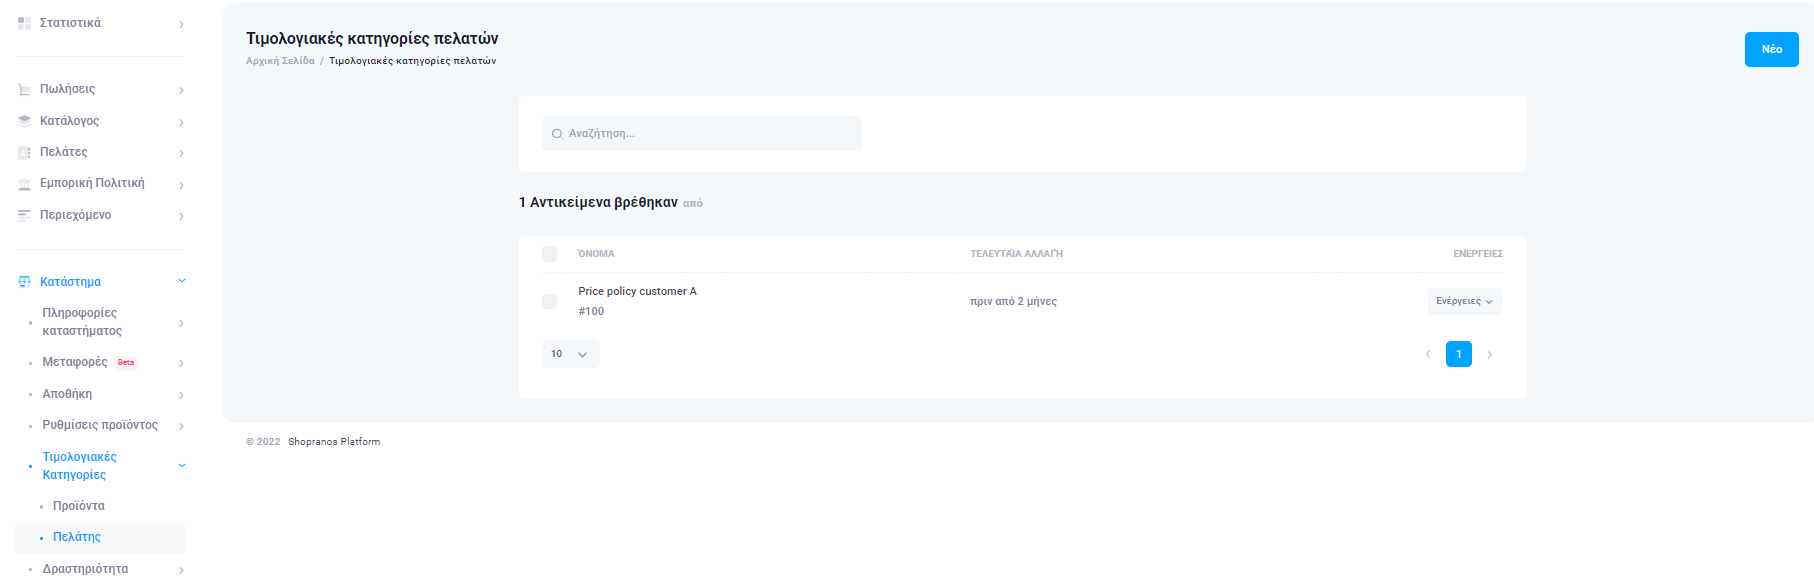 Στατιστικά
Πωλήσεις
Κατάλογος
Πελάτες
Εμπορική Πολιτική
Περιεχόμενο
Κατάστημα
Πληροφορίες
καταστήματος
Μεταφορές Beta
Αποθήκη
Ρυθμίσεις προϊόντος
Τιμολογιακές
Κατηγορίες
Προϊόντα
Πελάτης
Δραστηριότητα
Τιμολογιακές κατηγορίες πελατών
Αρχική Σελίδα / Τιμολογιακές κατηγορίες πελατών
Νέο
Αναζήτηση...
1 Αντικείμενα βρέθηκαν από
ΌΝΟΜΑ ΤΕΛΕΥΤΑΊΑ ΑΛΛΑΓΉ ΕΝΈΡΓΕΙΕΣ
Price policy customer A
#100
πριν από 2 μήνες
Ενέργειες
10
1
© 2022 Shopranos Platform